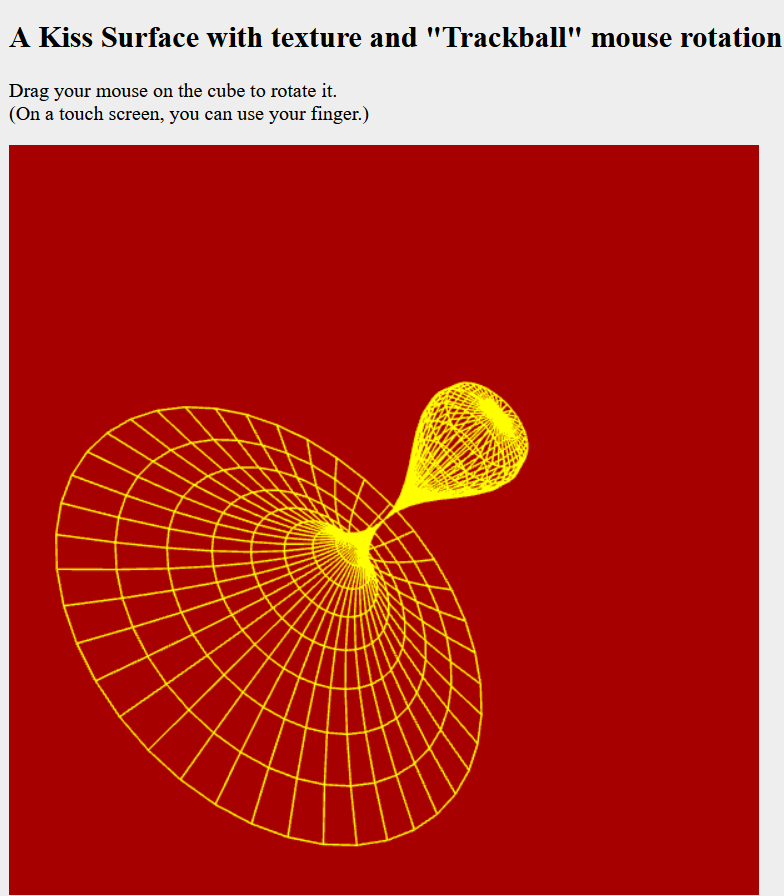 A Kiss Surface with texture and "Trackball" mouse rotation
Drag your mouse on the cube to rotate it.
(On a touch screen, you can use your finger.)